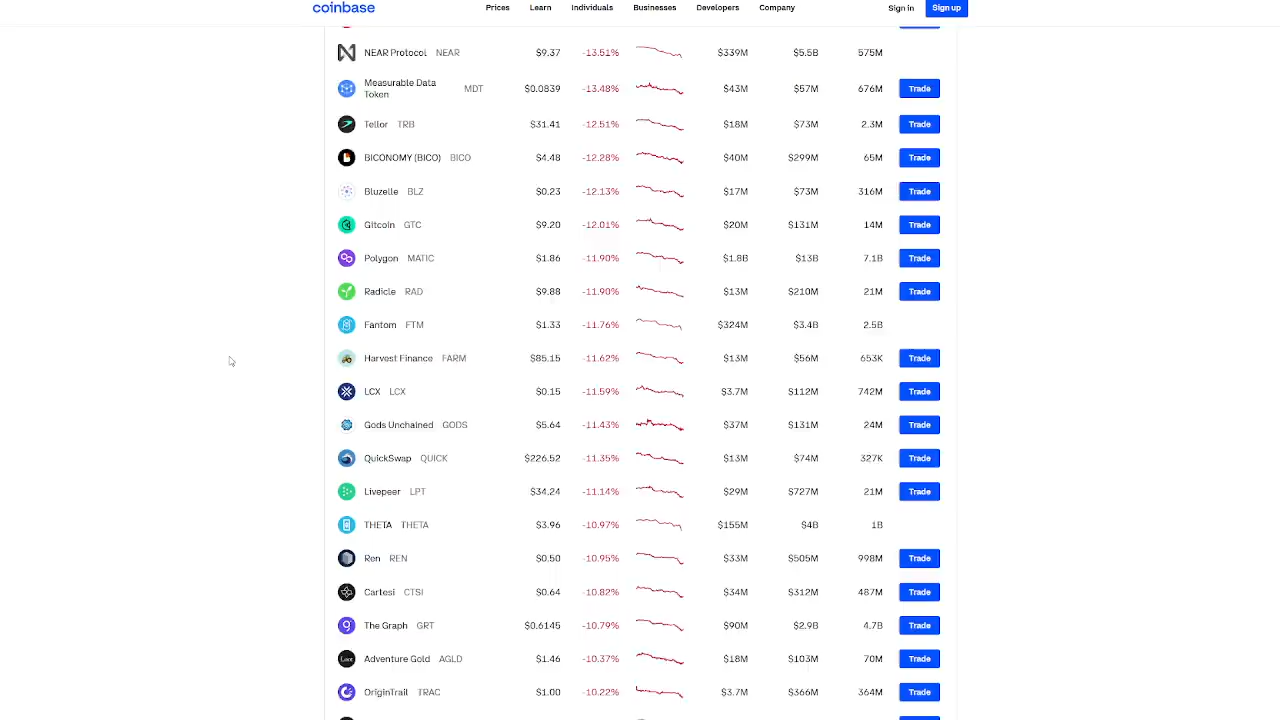 coinbase Prices Learn Individuals Businesses Developers Company Sign in Sign up
NEAR Protocol NEAR $9.37 -13.51% $339M $5.5B 575M
Measurable Data
Token MDT $0.0839 -13.48% $43M $57M 676M Trade
Tellor TRB $31.41 -12.51% $18M $73M 2.3M Trade
BICONOMY (BICO) BICO $4.48 -12.28% $40M $299M 65M Trade
Bluzelle BLZ $0.23 -12.13% $17M $73M 316M Trade
Gitcoin GTC $9.20 -12.01% $20M $131M 14M Trade
Polygon MATIC $1.86 -11.90% $1.8B $13B 7.1B Trade
Radicle RAD $9.88 -11.90% $13M $210M 21M Trade
Fantom FTM $1.33 -11.76% $324M $3.4B 2.5B
Harvest Finance FARM $85.15 -11.62% $13M $56M 653K Trade
LCX LCX $0.15 -11.59% $3.7M $112M 742M Trade
Gods Unchained GODS $5.64 -11.43% $37M $131M 24M Trade
QuickSwap QUICK $226.52 -11.35% $13M $74M 327K Trade
Livepeer LPT $34.24 -11.14% $29M $727M 21M Trade
THETA THETA $3.96 -10.97% $155M $4B 1B
Ren REN $0.50 -10.95% $33M $505M 998M Trade
Cartesi CTSI $0.64 -10.82% $34M $312M 487M Trade
The Graph GRT $0.6145 -10.79% $90M $2.9B 4.7B Trade
Adventure Gold AGLD $1.46 -10.37% $18M $103M 70M Trade
OriginTrail TRAC $1.00 -10.22% $3.7M $366M 364M Trade